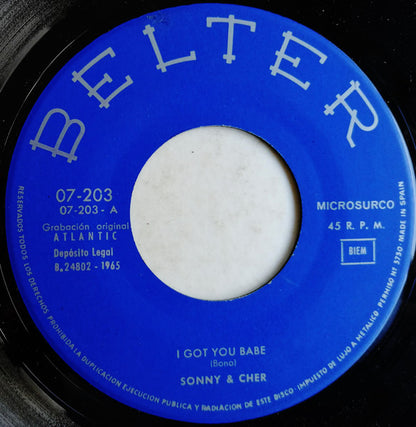 BELTER
07-203
07-203-A
Grabación original
ATLANTIC
Depósito Legal
B.24802-1965
MICROSURCO
45 R. P. M.
BIEM
I GOT YOU BABE
(Bono)
SONNY & CHER
RESERVADOS TODOS LOS DERECHOS PROHIBIDA LA DUPLICACION EJECUCION PUBLICA Y RADIACION DE ESTE DISCO - IMPUESTO DE LUJO A METALICO PERMISO Nº 5750 - MADE IN SPAIN